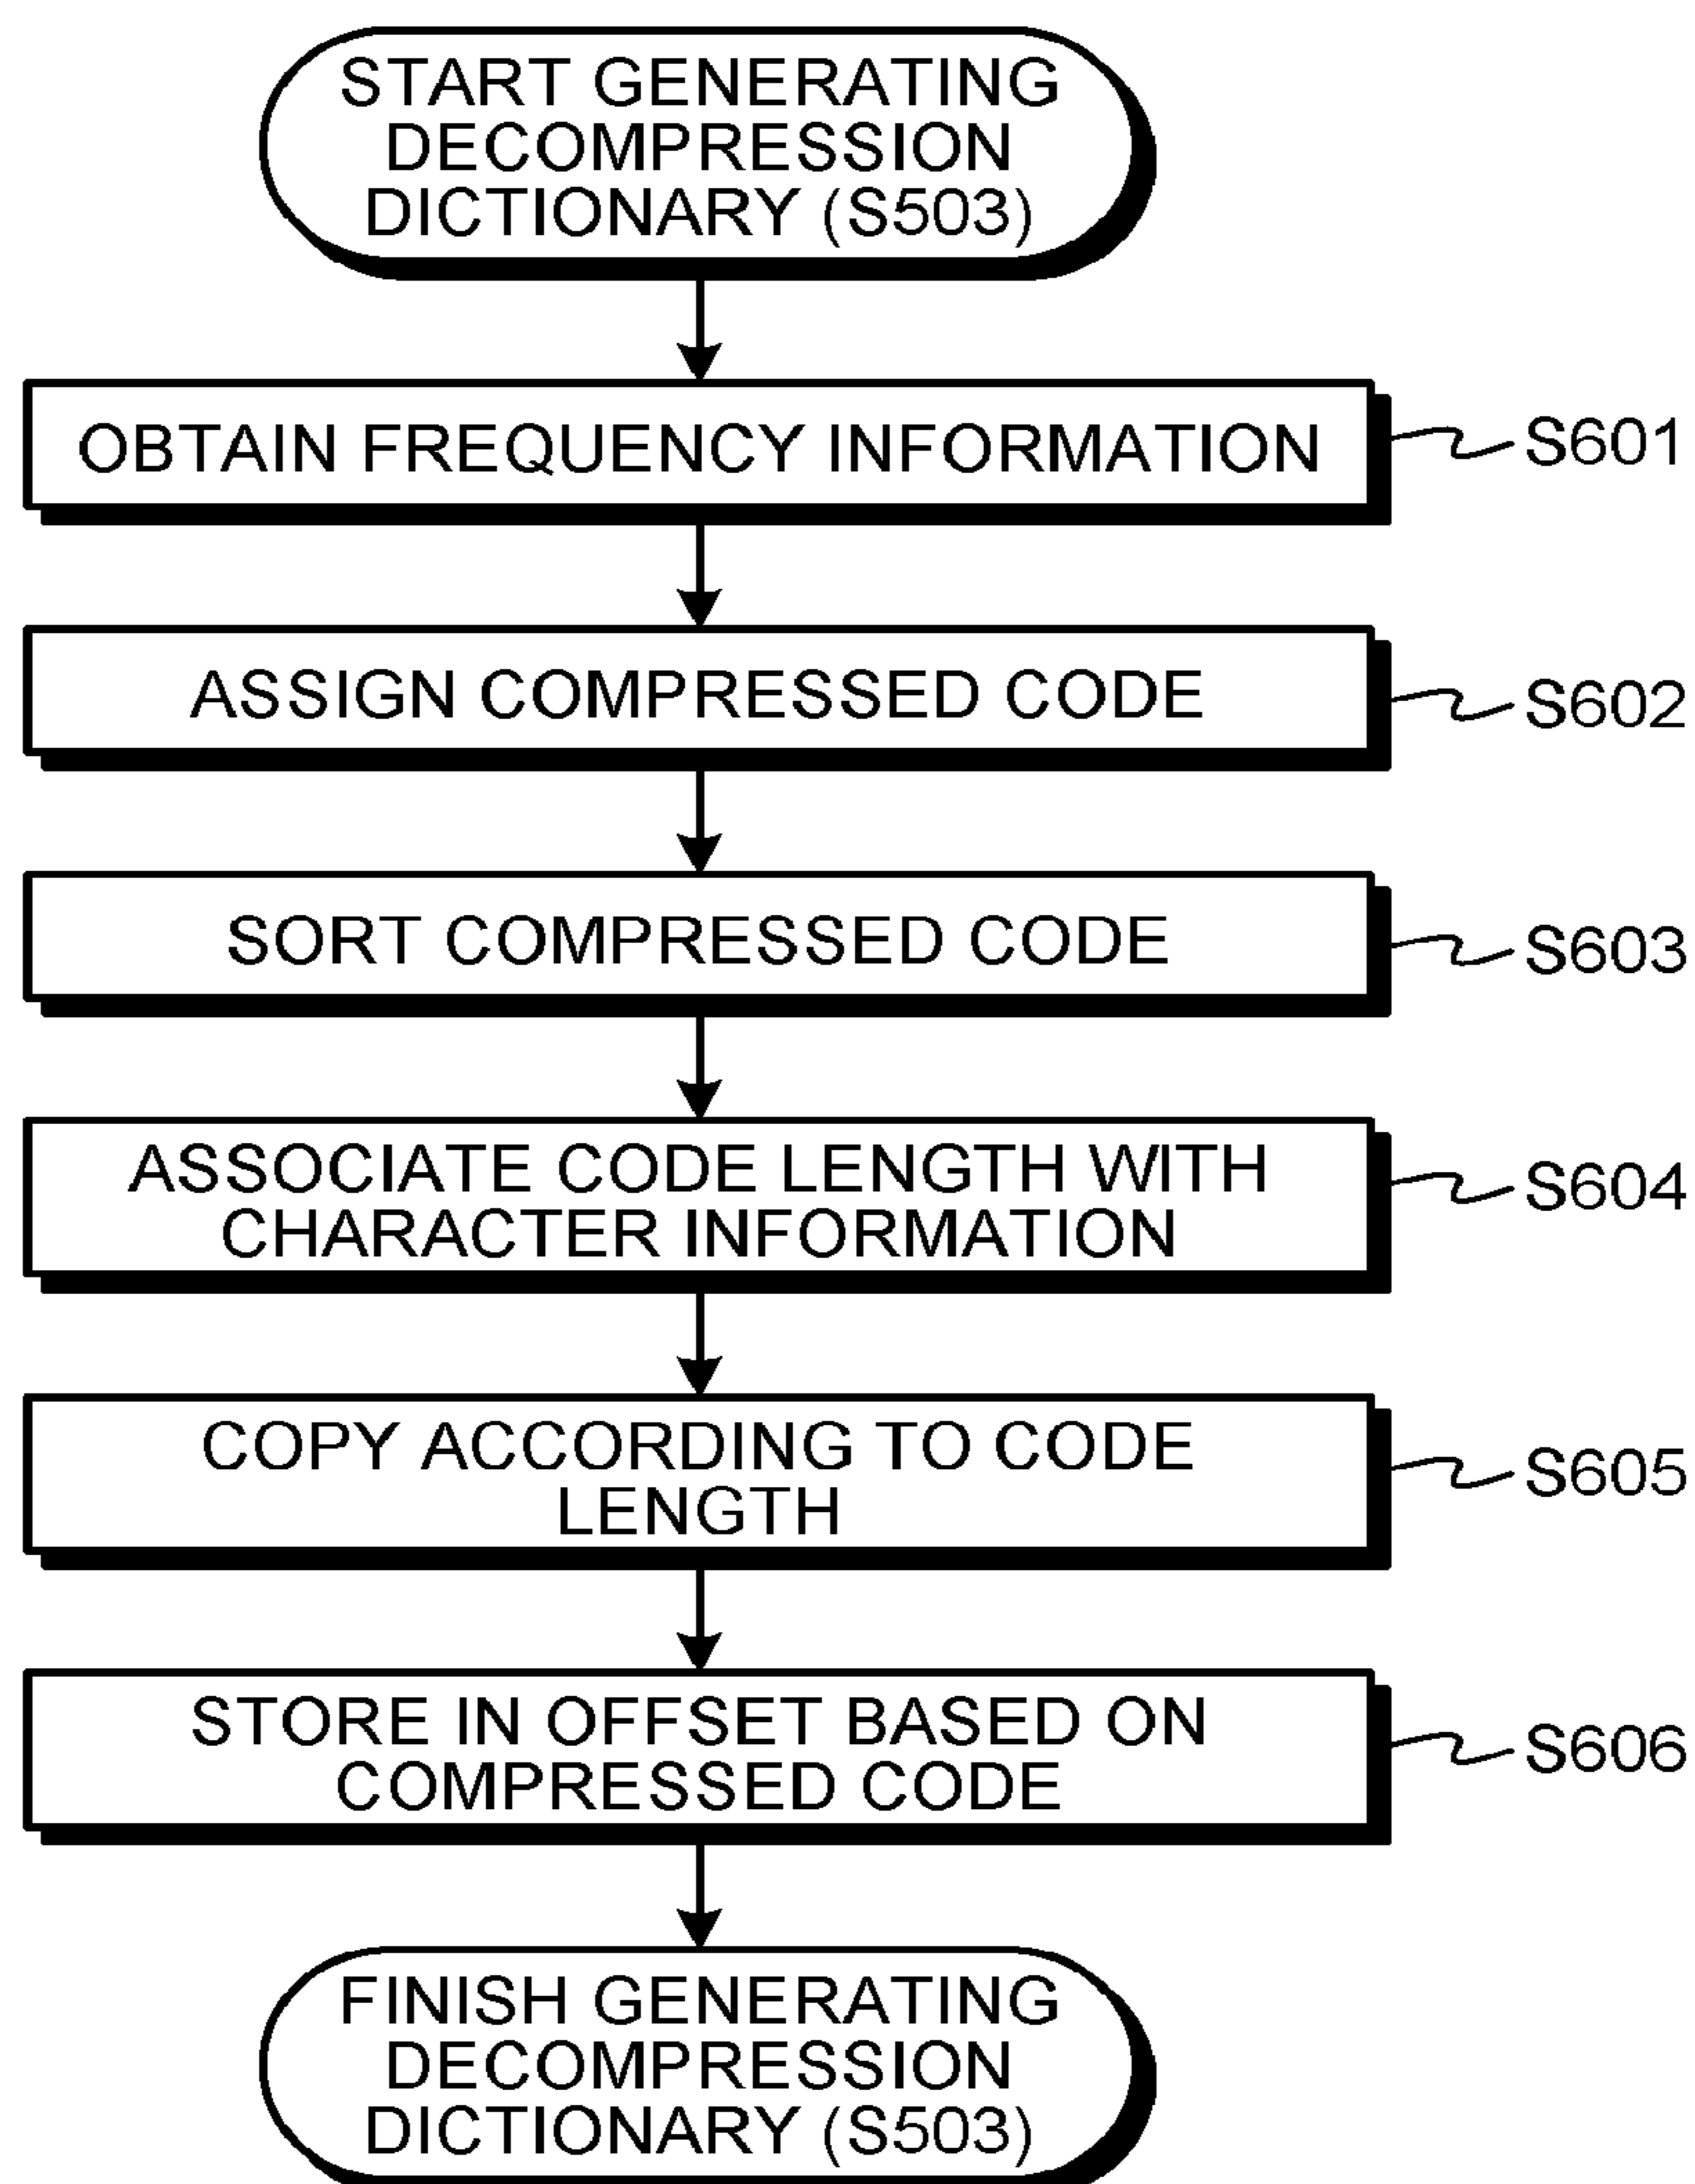 START GENERATING
DECOMPRESSION
DICTIONARY (S503)
OBTAIN FREQUENCY INFORMATION
S601
ASSIGN COMPRESSED CODE
S602
SORT COMPRESSED CODE
S603
ASSOCIATE CODE LENGTH WITH
CHARACTER INFORMATION
S604
COPY ACCORDING TO CODE
LENGTH
S605
STORE IN OFFSET BASED ON
COMPRESSED CODE
S606
FINISH GENERATING
DECOMPRESSION
DICTIONARY (S503)